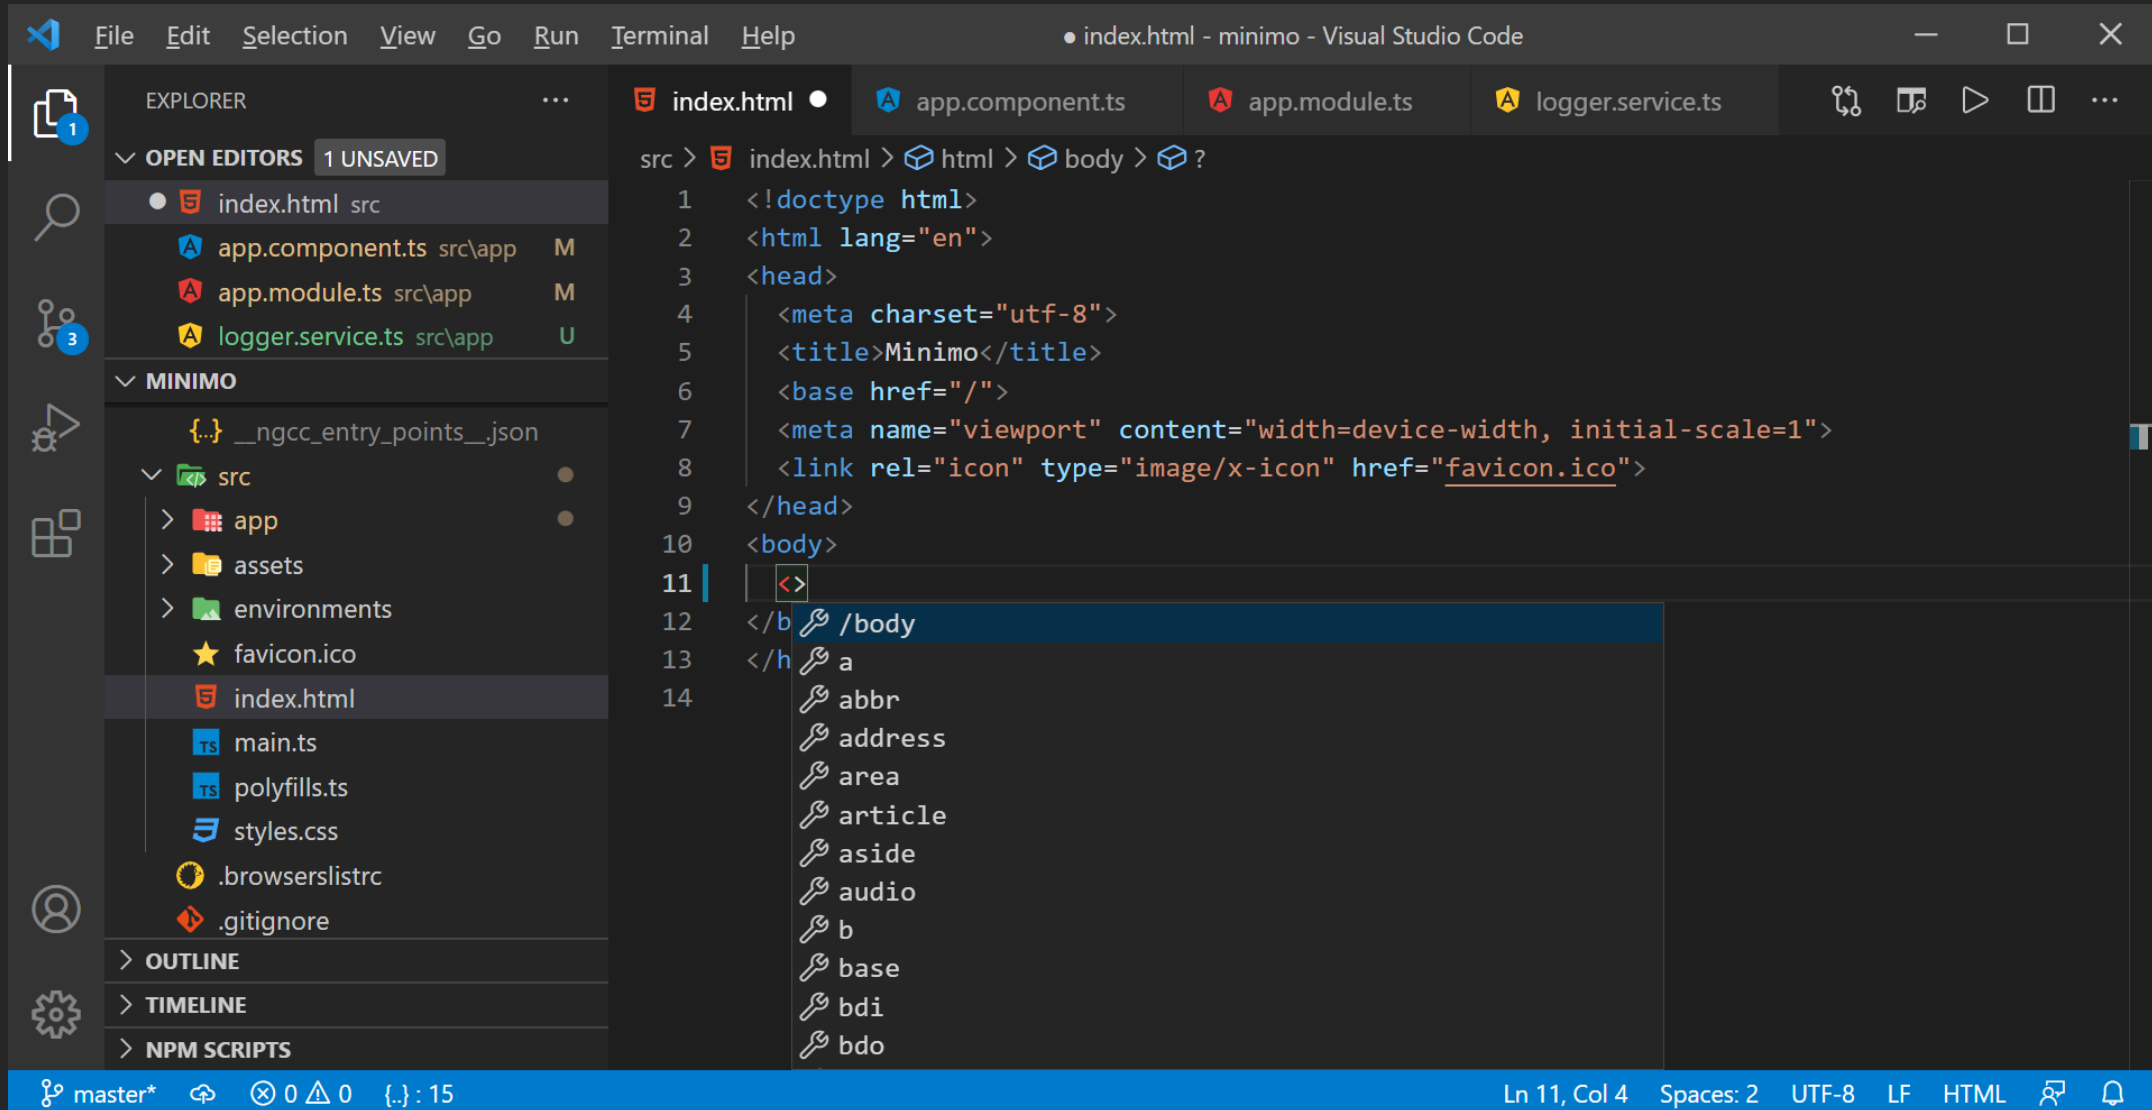 File Edit Selection View Go Run Terminal Help
● index.html - minimo - Visual Studio Code
EXPLORER
1
OPEN EDITORS 1 UNSAVED
index.html src
app.component.ts src\app M
app.module.ts src\app M
logger.service.ts src\app U
3
MINIMO
{..} __ngcc_entry_points__.json
src
app
assets
environments
favicon.ico
index.html
TS main.ts
TS polyfills.ts
styles.css
.browserslistrc
.gitignore
OUTLINE
TIMELINE
NPM SCRIPTS
index.html app.component.ts app.module.ts logger.service.ts
src > index.html > html > body > ?
1 <!doctype html>
2 <html lang="en">
3 <head>
4 <meta charset="utf-8">
5 <title>Minimo</title>
6 <base href="/">
7 <meta name="viewport" content="width=device-width, initial-scale=1">
8 <link rel="icon" type="image/x-icon" href="favicon.ico">
9 </head>
10 <body>
11 <>
12 </b
13 </h
14
/body
a
abbr
address
area
article
aside
audio
b
base
bdi
bdo
master* 0 0 {..} : 15 Ln 11, Col 4 Spaces: 2 UTF-8 LF HTML